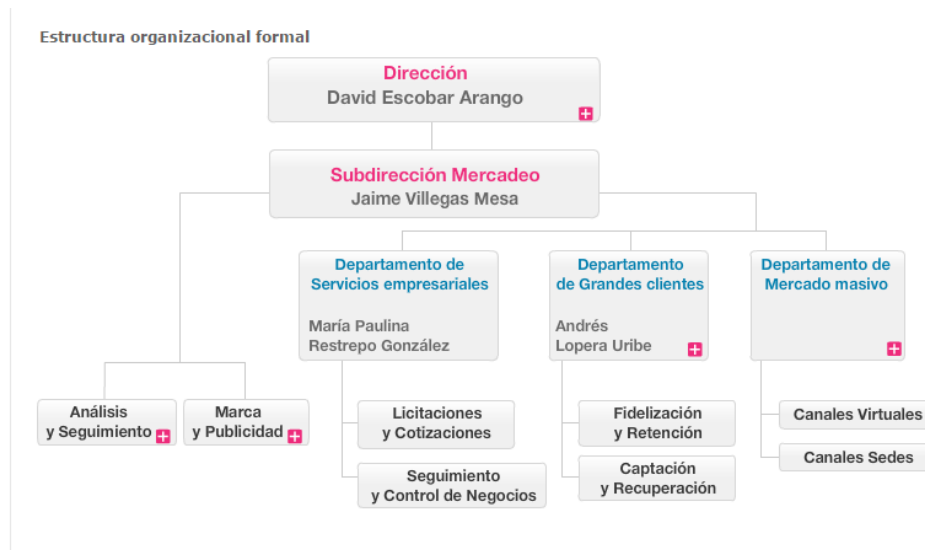 Estructura organizacional formal
Dirección
David Escobar Arango
Subdirección Mercadeo
Jaime Villegas Mesa
Departamento de
Servicios empresariales
María Paulina
Restrepo González
Departamento
de Grandes clientes
Andrés
Lopera Uribe
Departamento de
Mercado masivo
Análisis
y Seguimiento
Marca
y Publicidad
Licitaciones
y Cotizaciones
Seguimiento
y Control de Negocios
Fidelización
y Retención
Captación
y Recuperación
Canales Virtuales
Canales Sedes